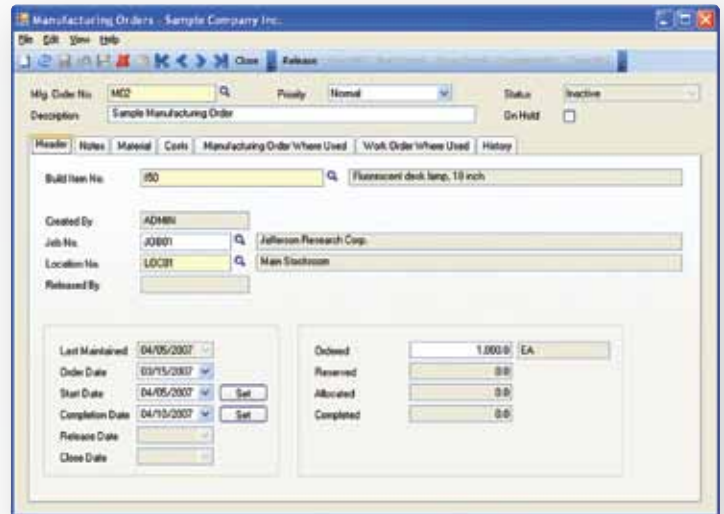 Manufacturing Orders - Sample Company Inc.
File Edit View Help
Close Release
Mfg. Order No. MO2 Priority Normal Status Inactive
Description Sample Manufacturing Order On Hold
Header Notes Material Costs Manufacturing Order Where Used Work Order Where Used History
Build Item No. I50 Fluorescent desk lamp, 18 inch
Created By ADMIN
Job No. JOB01 Jefferson Research Corp.
Location No. LOC01 Main Stockroom
Released By
Last Maintained 04/05/2007 Ordered 1,000.0 EA
Order Date 03/15/2007 Reserved 0.0
Start Date 04/05/2007 Set Allocated 0.0
Completion Date 04/10/2007 Set Completed 0.0
Release Date
Close Date